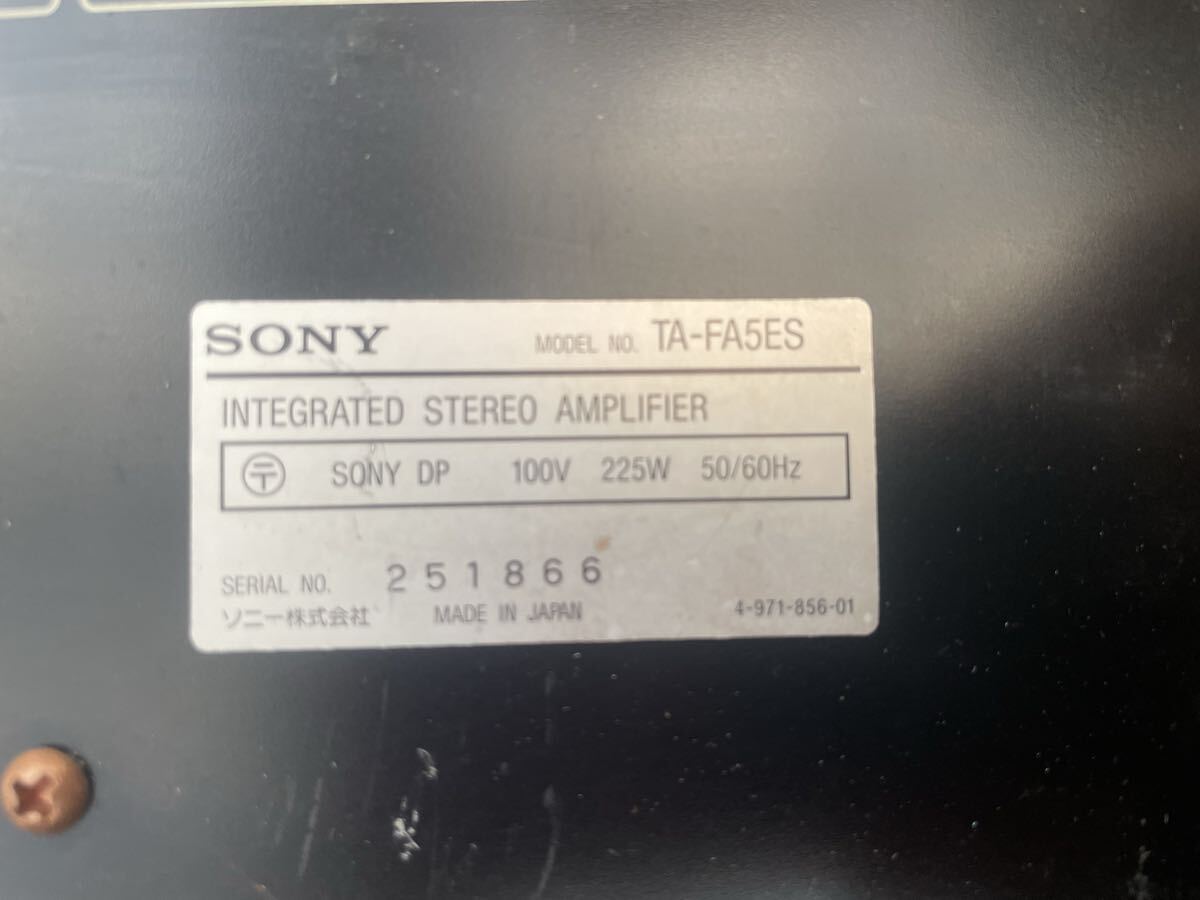 SONY MODEL NO. TA-FA5ES
INTEGRATED STEREO AMPLIFIER
〒 SONY DP 100V 225W 50/60Hz
SERIAL NO. 251866
ソニー株式会社 MADE IN JAPAN 4-971-856-01